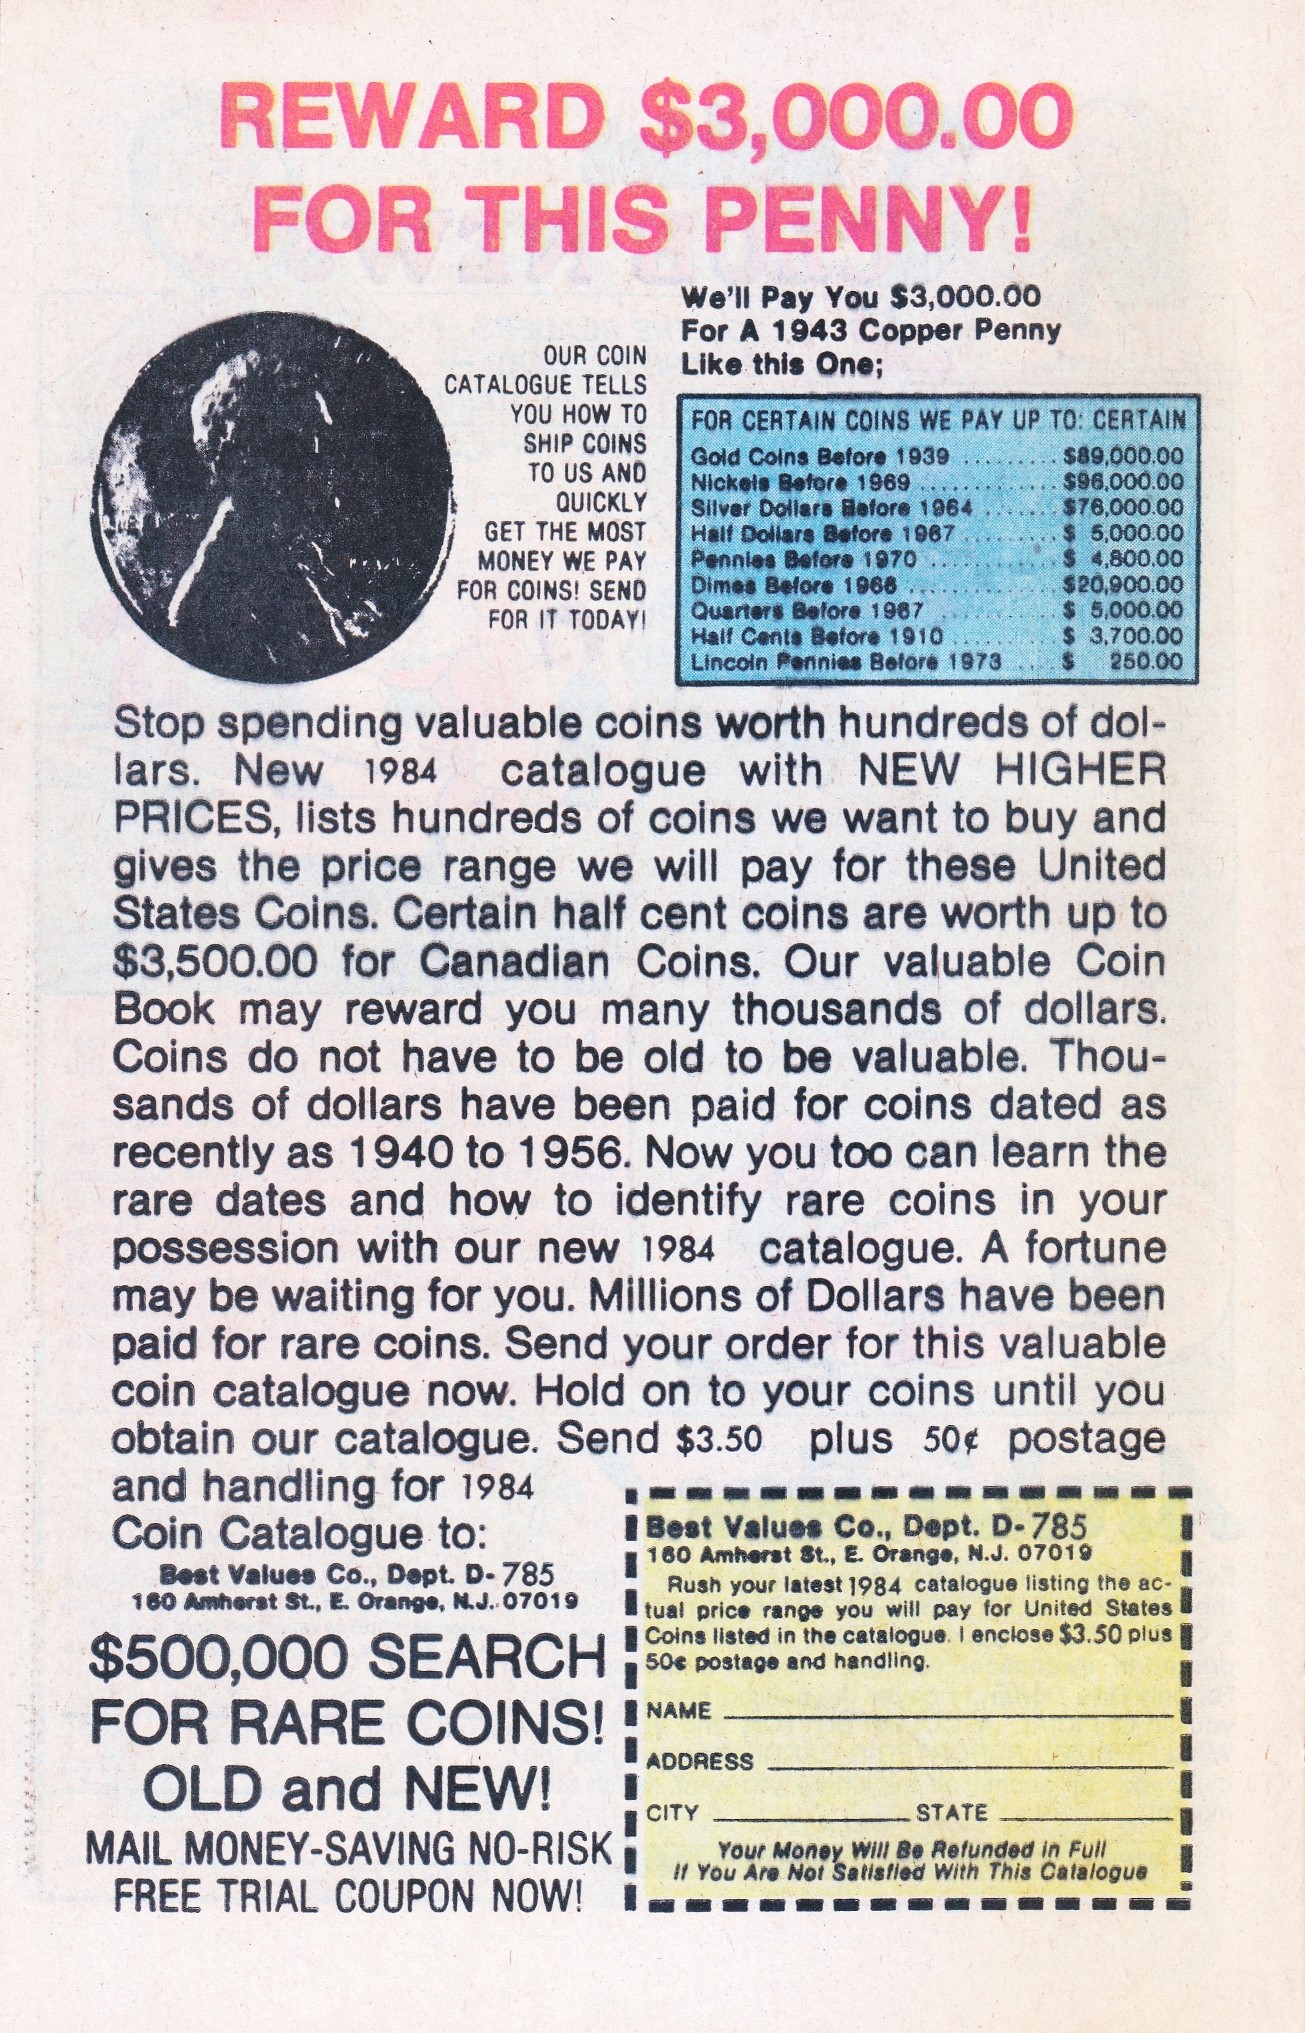 REWARD $3,000.00
FOR THIS PENNY!
We'll Pay You $3,000.00
For A 1943 Copper Penny
Like this One;
OUR COIN
CATALOGUE TELLS
YOU HOW TO
SHIP COINS
TO US AND
QUICKLY
GET THE MOST
MONEY WE PAY
FOR COINS! SEND
FOR IT TODAY!
FOR CERTAIN COINS WE PAY UP TO: CERTAIN
Gold Coins Before 1939 ......... $89,000.00
Nickels Before 1969 ............. $96,000.00
Silver Dollars Before 1964 ....... $76,000.00
Half Dollars Before 1967 ......... $ 5,000.00
Pennies Before 1970 ............ $ 4,800.00
Dimes Before 1966 .............. $20,900.00
Quarters Before 1967 ........... $ 5,000.00
Half Cents Before 1910 .......... $ 3,700.00
Lincoln Pennies Before 1973 ... $ 250.00
Stop spending valuable coins worth hundreds of dol-
lars. New 1984 catalogue with NEW HIGHER
PRICES, lists hundreds of coins we want to buy and
gives the price range we will pay for these United
States Coins. Certain half cent coins are worth up to
$3,500.00 for Canadian Coins. Our valuable Coin
Book may reward you many thousands of dollars.
Coins do not have to be old to be valuable. Thou-
sands of dollars have been paid for coins dated as
recently as 1940 to 1956. Now you too can learn the
rare dates and how to identify rare coins in your
possession with our new 1984 catalogue. A fortune
may be waiting for you. Millions of Dollars have been
paid for rare coins. Send your order for this valuable
coin catalogue now. Hold on to your coins until you
obtain our catalogue. Send $3.50 plus 50¢ postage
and handling for 1984
Coin Catalogue to:
Best Values Co., Dept. D-785
160 Amherst St., E. Orange, N.J. 07019
$500,000 SEARCH
FOR RARE COINS!
OLD and NEW!
MAIL MONEY-SAVING NO-RISK
FREE TRIAL COUPON NOW!
Best Values Co., Dept. D-785
160 Amherst St., E. Orange, N.J. 07019
Rush your latest 1984 catalogue listing the ac-
tual price range you will pay for United States
Coins listed in the catalogue. I enclose $3.50 plus
50¢ postage and handling.
NAME
ADDRESS
CITY STATE
Your Money Will Be Refunded in Full
If You Are Not Satisfied With This Catalogue